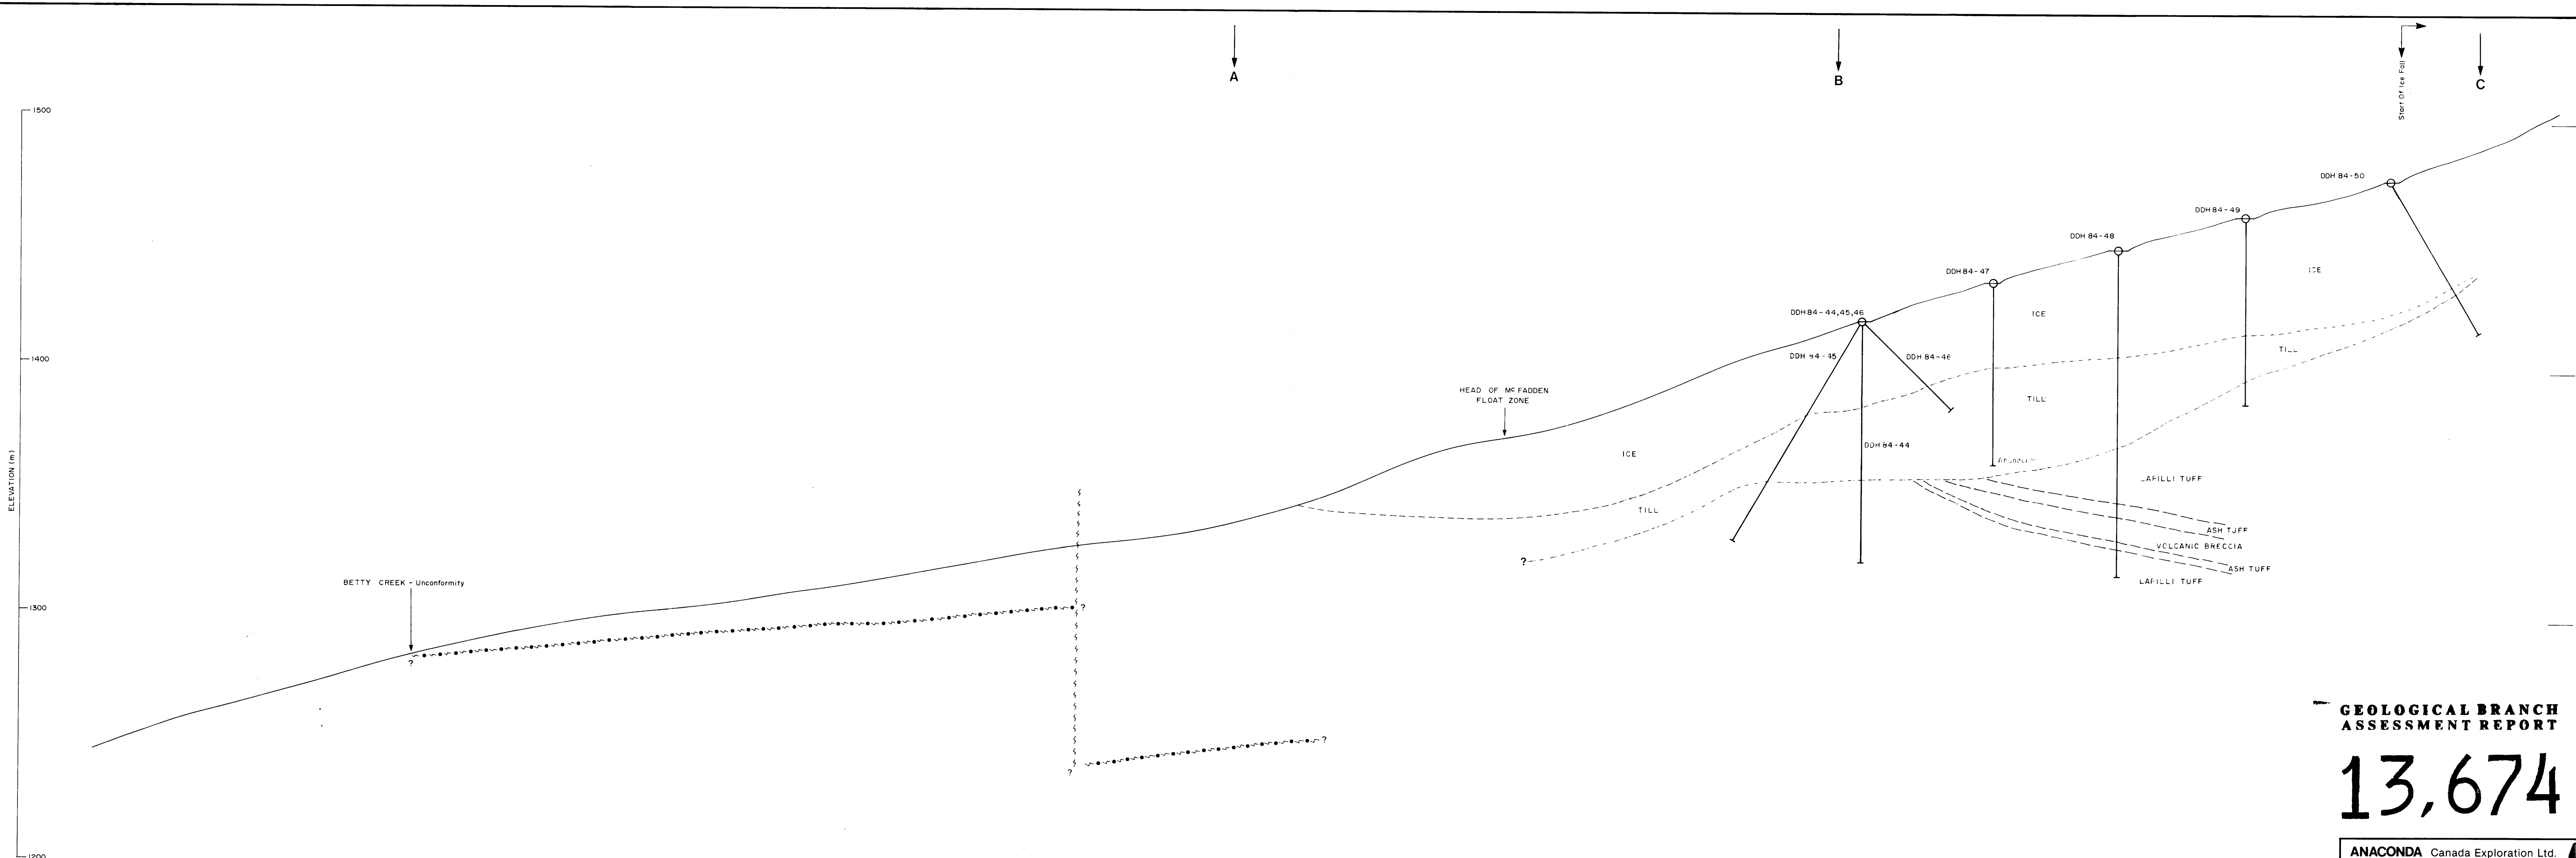 A
B
Start Of Ice Fall
C
1500
DDH 84-50
DDH 84-49
DDH 84-48
ICE
DDH 84-47
DDH 84-44,45,46
ICE
1400
DDH 84-45
DDH 84-46
TILL
HEAD OF McFADDEN
FLOAT ZONE
TILL
DDH 84-44
ELEVATION (m)
ICE
LAPILLI TUFF
TILL
ASH TUFF
VOLCANIC BRECCIA
?
ASH TUFF
BETTY CREEK - Unconformity
LAPILLI TUFF
1300
?
?
GEOLOGICAL BRANCH
ASSESSMENT REPORT
?
?
13,674
ANACONDA Canada Exploration Ltd.
1200